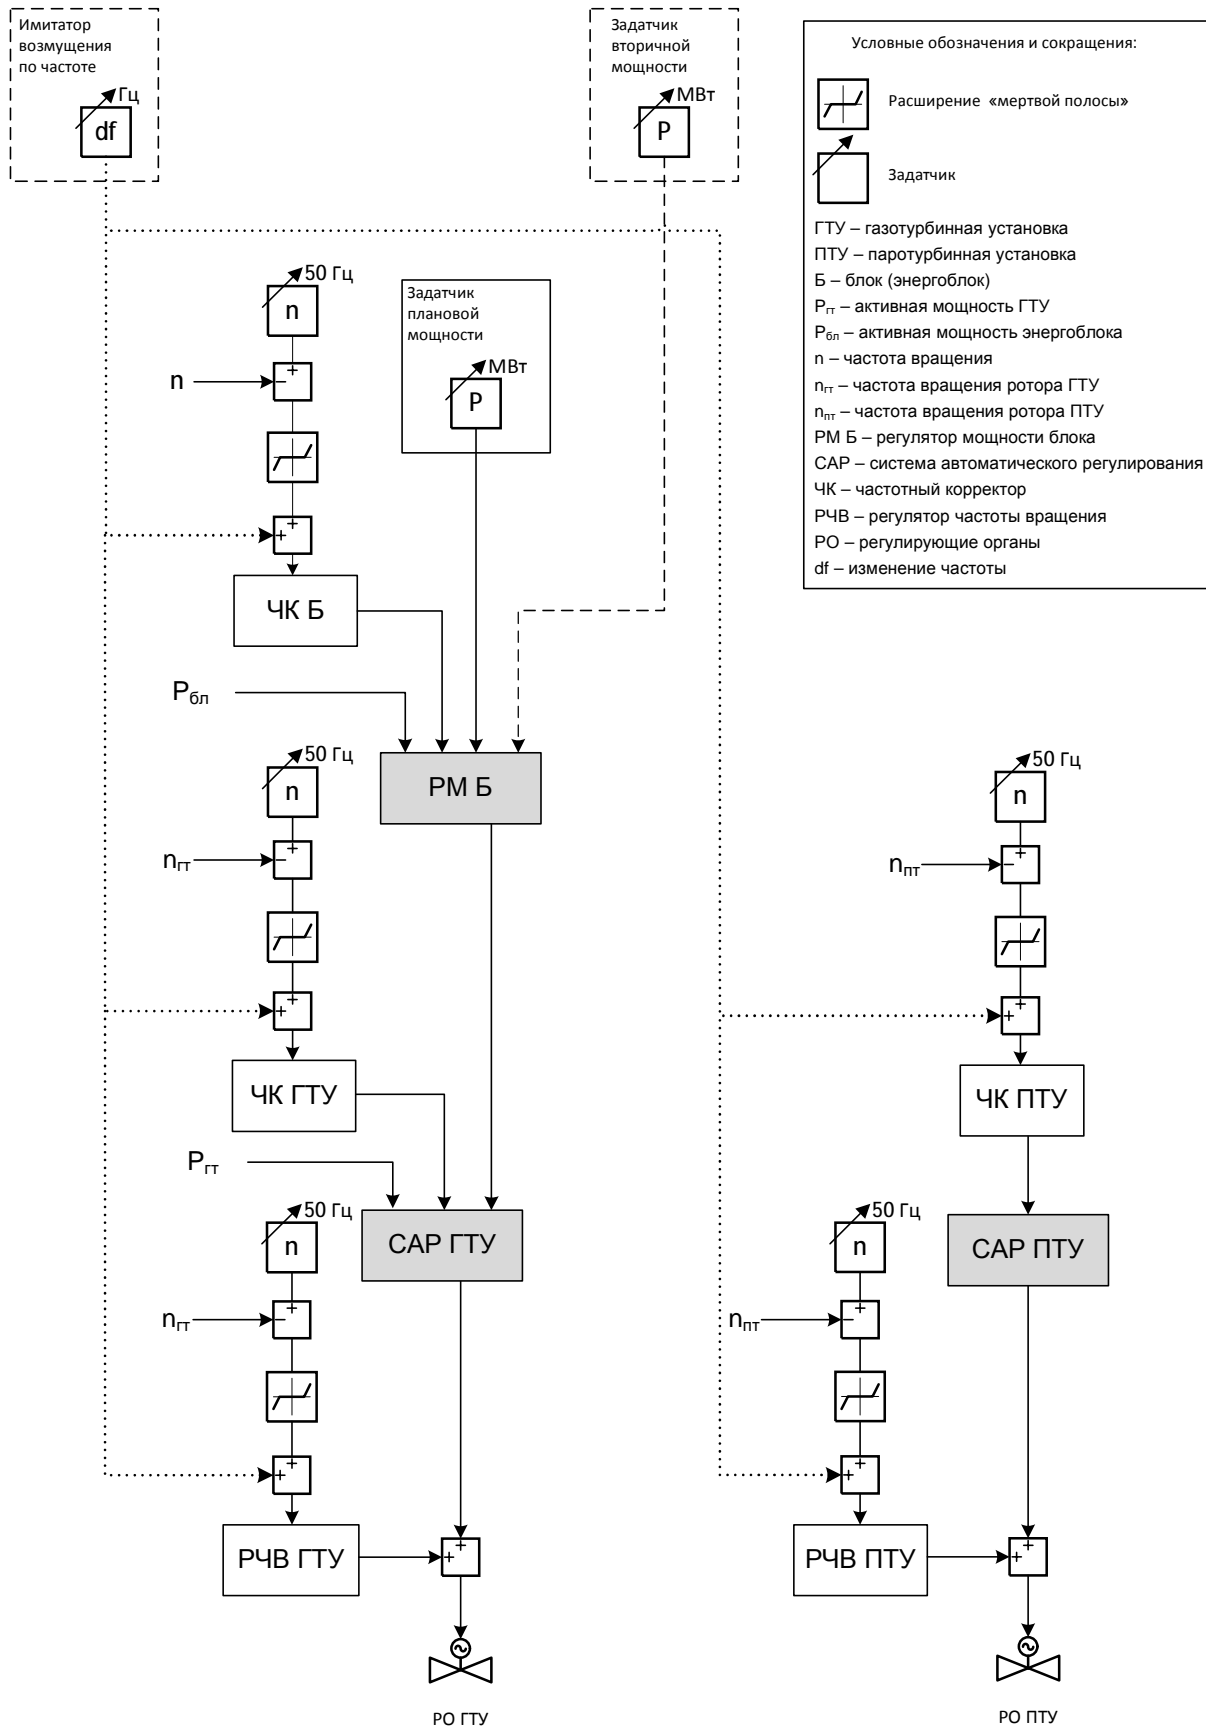 Имитатор
возмущения
по частоте
Гц
df
Задатчик
вторичной
мощности
МВт
P
Условные обозначения и сокращения:
Расширение «мертвой полосы»
Задатчик
ГТУ – газотурбинная установка
ПТУ – паротурбинная установка
Б – блок (энергоблок)
Pгт – активная мощность ГТУ
Pбл – активная мощность энергоблока
n – частота вращения
nгт – частота вращения ротора ГТУ
nпт – частота вращения ротора ПТУ
РМ Б – регулятор мощности блока
САР – система автоматического регулирования
ЧК – частотный корректор
РЧВ – регулятор частоты вращения
РО – регулирующие органы
df – изменение частоты
50 Гц
n
n
+
−
+
+
ЧК Б
Задатчик
плановой
мощности
МВт
P
Pбл
РМ Б
50 Гц
n
nгт
+
−
+
+
ЧК ГТУ
Pгт
САР ГТУ
50 Гц
n
nгт
+
−
+
+
РЧВ ГТУ
+
+
РО ГТУ
50 Гц
n
nпт
+
−
+
+
ЧК ПТУ
САР ПТУ
50 Гц
n
nпт
+
−
+
+
РЧВ ПТУ
+
+
РО ПТУ